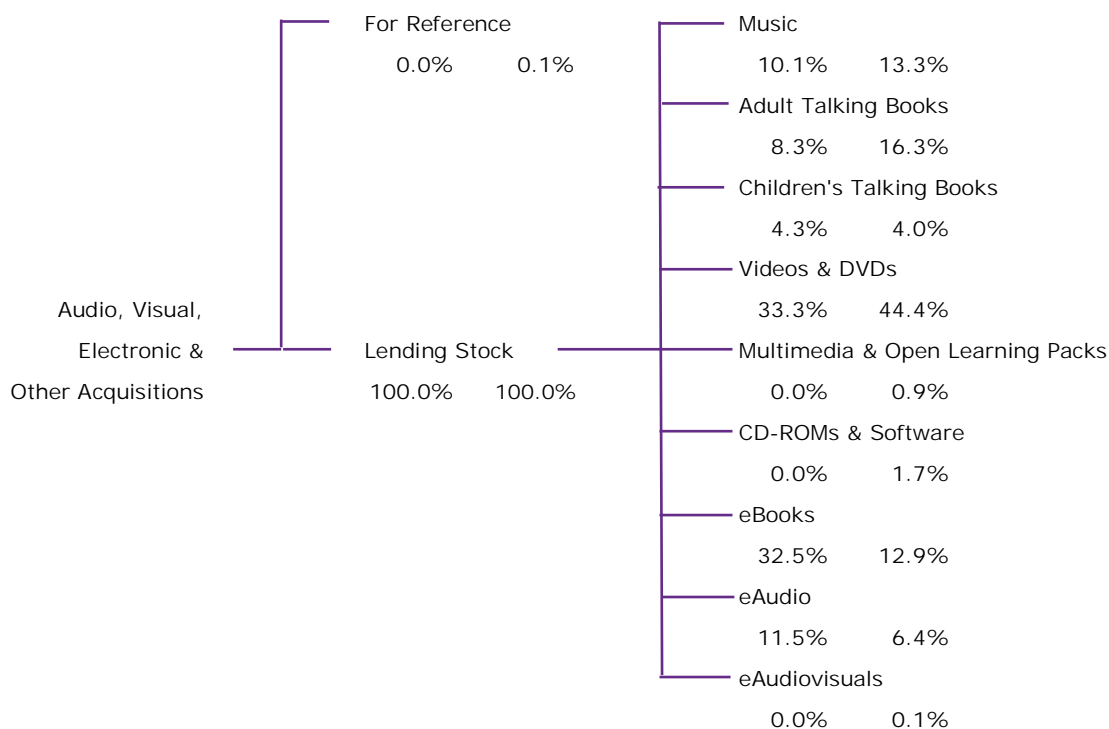 Audio, Visual,
Electronic &
Other Acquisitions
For Reference
0.0% 0.1%
Lending Stock
100.0% 100.0%
Music
10.1% 13.3%
Adult Talking Books
8.3% 16.3%
Children's Talking Books
4.3% 4.0%
Videos & DVDs
33.3% 44.4%
Multimedia & Open Learning Packs
0.0% 0.9%
CD-ROMs & Software
0.0% 1.7%
eBooks
32.5% 12.9%
eAudio
11.5% 6.4%
eAudiovisuals
0.0% 0.1%